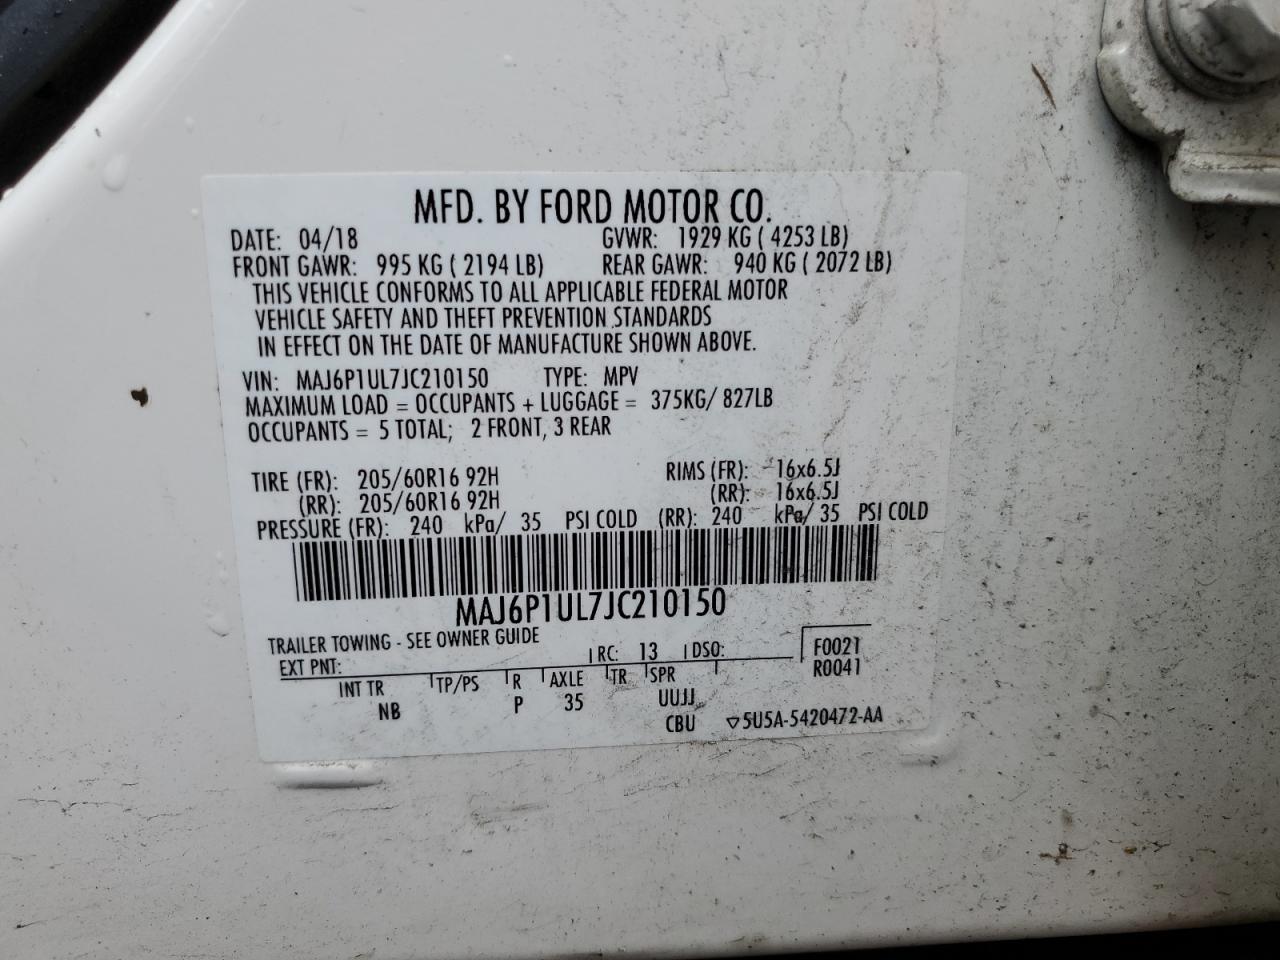 MFD. BY FORD MOTOR CO.
DATE: 04/18 GVWR: 1929 KG ( 4253 LB)
FRONT GAWR: 995 KG ( 2194 LB) REAR GAWR: 940 KG ( 2072 LB)
THIS VEHICLE CONFORMS TO ALL APPLICABLE FEDERAL MOTOR
VEHICLE SAFETY AND THEFT PREVENTION STANDARDS
IN EFFECT ON THE DATE OF MANUFACTURE SHOWN ABOVE.
VIN: MAJ6P1UL7JC210150 TYPE: MPV
MAXIMUM LOAD = OCCUPANTS + LUGGAGE = 375KG/ 827LB
OCCUPANTS = 5 TOTAL; 2 FRONT, 3 REAR
TIRE (FR): 205/60R16 92H RIMS (FR): 16x6.5J
(RR): 205/60R16 92H (RR): 16x6.5J
PRESSURE (FR): 240 kPa/ 35 PSI COLD (RR): 240 kPa/ 35 PSI COLD
MAJ6P1UL7JC210150
TRAILER TOWING - SEE OWNER GUIDE
EXT PNT: RC: 13 DSO: F0021
R0041
INT TR TP/PS R AXLE TR SPR
NB P 35 UUJJ
CBU ▽5U5A-5420472-AA